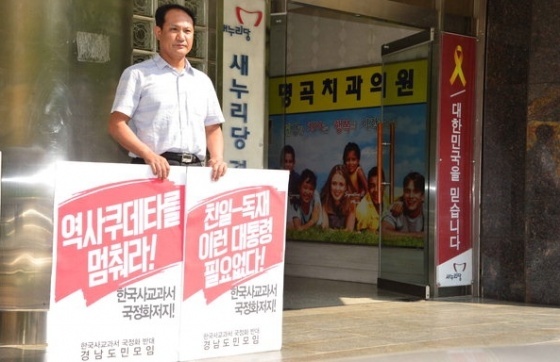 새누리당
새누리당 경
명곡치과의원
대한민국을 믿습니다
역사쿠데타를
멈춰라!
한국사교과서
국정화저지!
한국사교과서 국정화 반대
경남도민모임
친일-독재
이런 대통령
필요없다!
한국사교과서
국정화저지!
한국사교과서 국정화 반대
경남도민모임